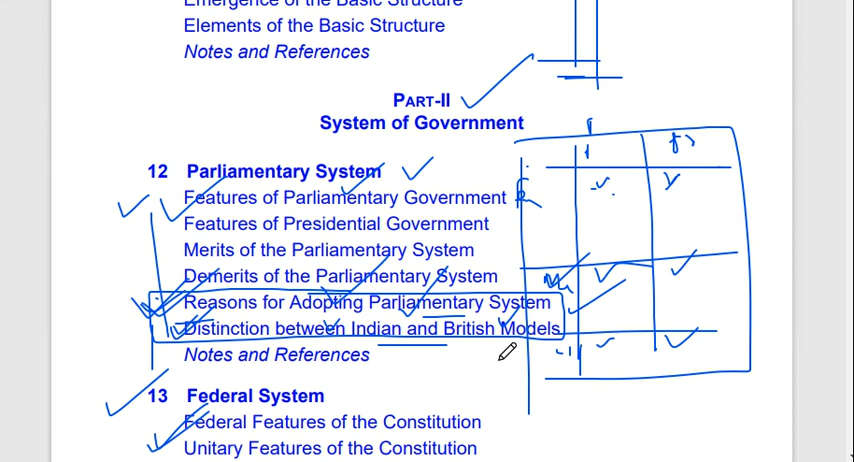 Emergence of the Basic Structure
Elements of the Basic Structure
Notes and References
PART-II
System of Government
12 Parliamentary System
Features of Parliamentary Government
Features of Presidential Government
Merits of the Parliamentary System
Demerits of the Parliamentary System
Reasons for Adopting Parliamentary System
Distinction between Indian and British Models
Notes and References
13 Federal System
Federal Features of the Constitution
Unitary Features of the Constitution